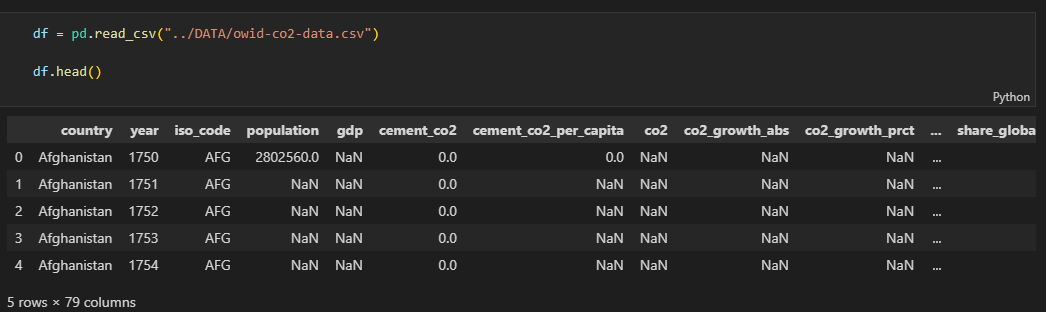 df = pd.read_csv("../DATA/owid-co2-data.csv")
df.head()
Python
country year iso_code population gdp cement_co2 cement_co2_per_capita co2 co2_growth_abs co2_growth_prct ... share_globa
0 Afghanistan 1750 AFG 2802560.0 NaN 0.0 0.0 NaN NaN NaN ...
1 Afghanistan 1751 AFG NaN NaN 0.0 NaN NaN NaN NaN ...
2 Afghanistan 1752 AFG NaN NaN 0.0 NaN NaN NaN NaN ...
3 Afghanistan 1753 AFG NaN NaN 0.0 NaN NaN NaN NaN ...
4 Afghanistan 1754 AFG NaN NaN 0.0 NaN NaN NaN NaN ...
5 rows × 79 columns